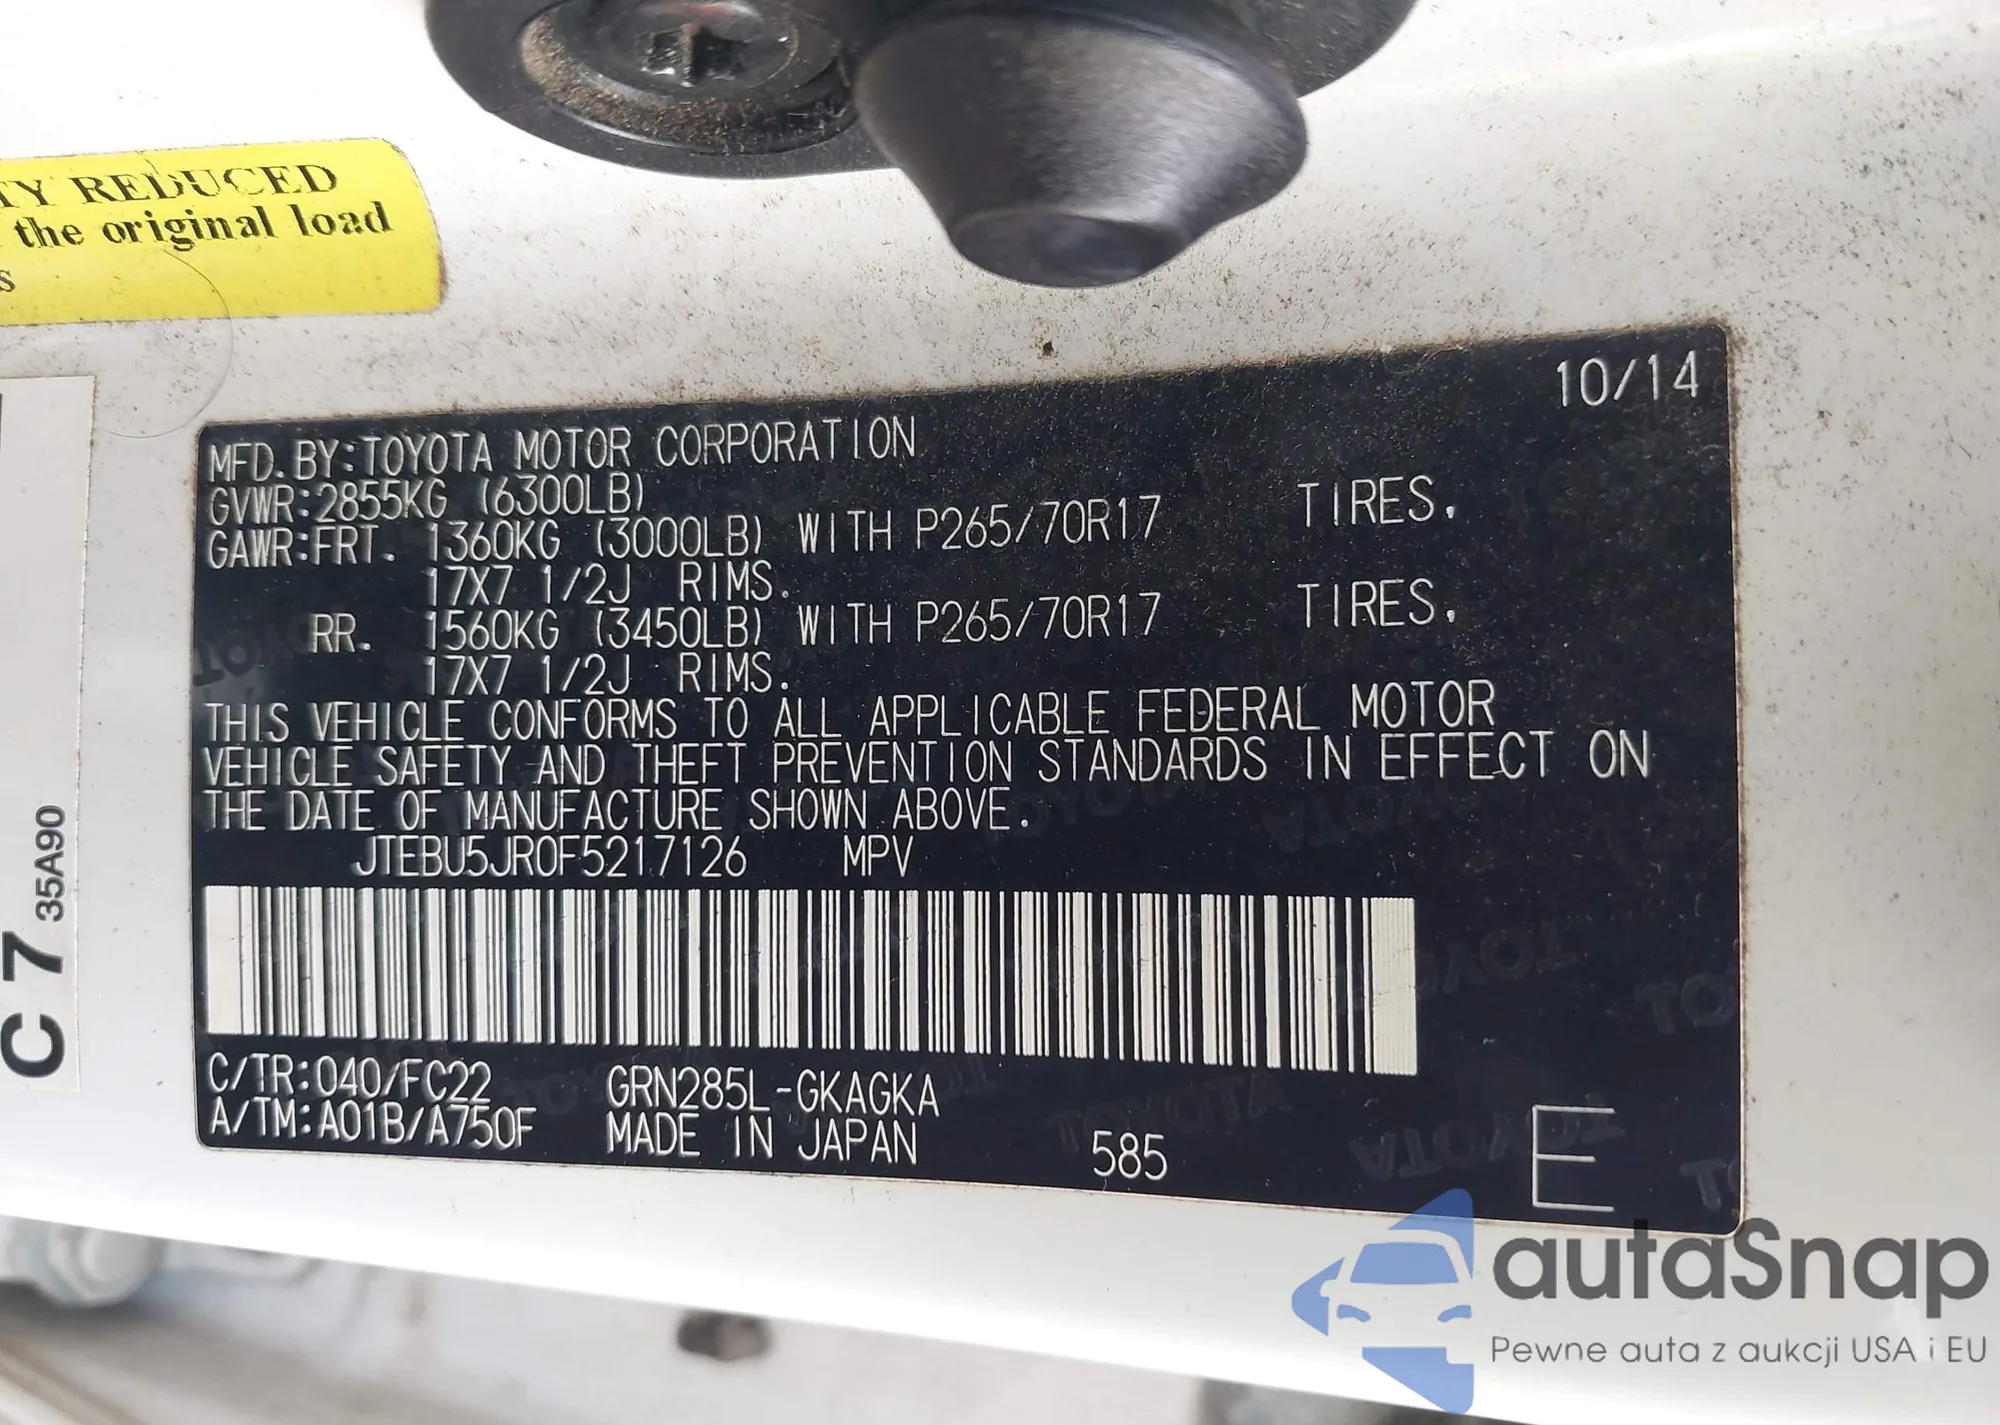 TY REDUCED
the original load
s
10/14
MFD. BY:TOYOTA MOTOR CORPORATION
GVWR:2855KG (6300LB)
GAWR:FRT. 1360KG (3000LB) WITH P265/70R17 TIRES.
17X7 1/2J RIMS.
RR. 1560KG (3450LB) WITH P265/70R17 TIRES.
17X7 1/2J RIMS.
THIS VEHICLE CONFORMS TO ALL APPLICABLE FEDERAL MOTOR
VEHICLE SAFETY AND THEFT PREVENTION STANDARDS IN EFFECT ON
THE DATE OF MANUFACTURE SHOWN ABOVE.
JTEBU5JR0F5217126 MPV
C/TR:040/FC22 GRN285L-GKAGKA
A/TM:A01B/A750F MADE IN JAPAN 585 E
C 7 35A90
autaSnap
Pewne auta z aukcji USA i EU